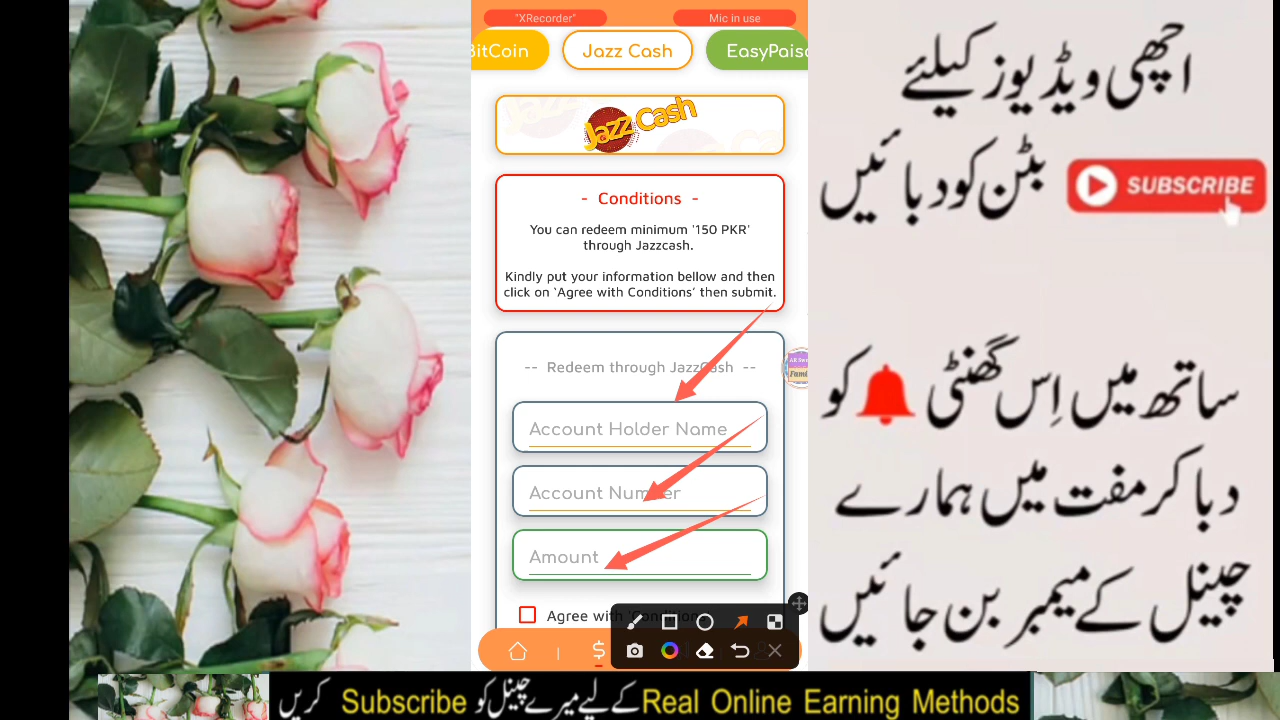 "XRecorder"
Mic in use
BitCoin
Jazz Cash
EasyPaisa
Jazz Cash
- Conditions -
You can redeem minimum '150 PKR'
through Jazzcash.
Kindly put your information bellow and then
click on 'Agree with Conditions' then submit.
-- Redeem through JazzCash --
Account Holder Name
Account Number
Amount
Agree with 'Conditions
اچھی ویڈیوز کیلئے
بٹن کو دبائیں SUBSCRIBE
ساتھ میں اِس گھنٹی کو
دبا کر مفت میں ہمارے
چینل کے میمبر بن جائیں
Real Online Earning Methods کے لیے میرے چینل کو Subscribe کریں